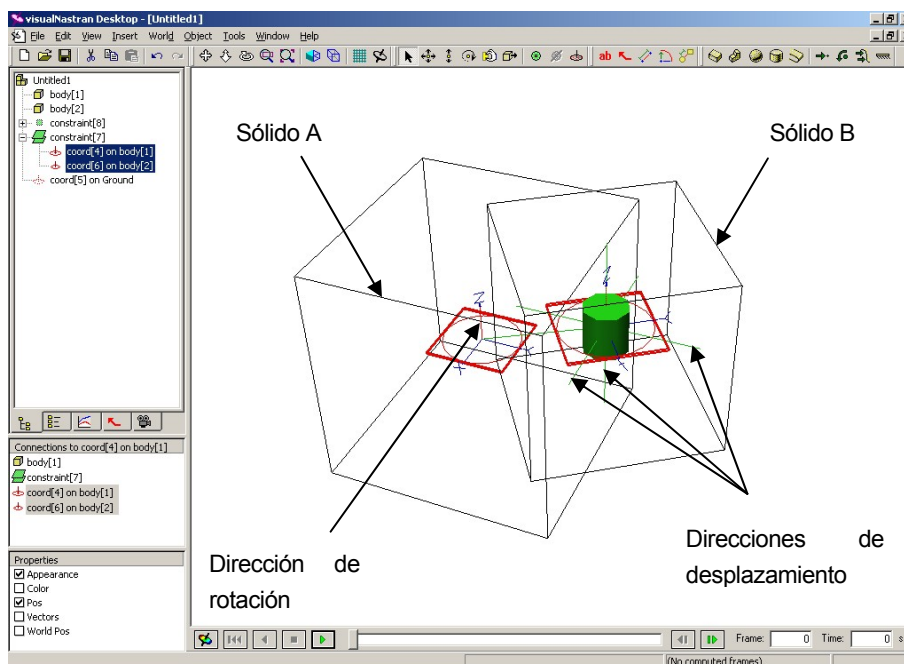 visualNastran Desktop - [Untitled1]
File Edit View Insert World Object Tools Window Help
ab
Untitled1
body[1]
body[2]
constraint[8]
constraint[7]
coord[4] on body[1]
coord[6] on body[2]
coord[5] on Ground
Connections to coord[4] on body[1]
body[1]
constraint[7]
coord[4] on body[1]
coord[6] on body[2]
Properties
Appearance
Color
Pos
Vectors
World Pos
Sólido A
Sólido B
Z
Dirección de
rotación
Direcciones de
desplazamiento
Frame: 0 Time: 0 s
(No computed frames)